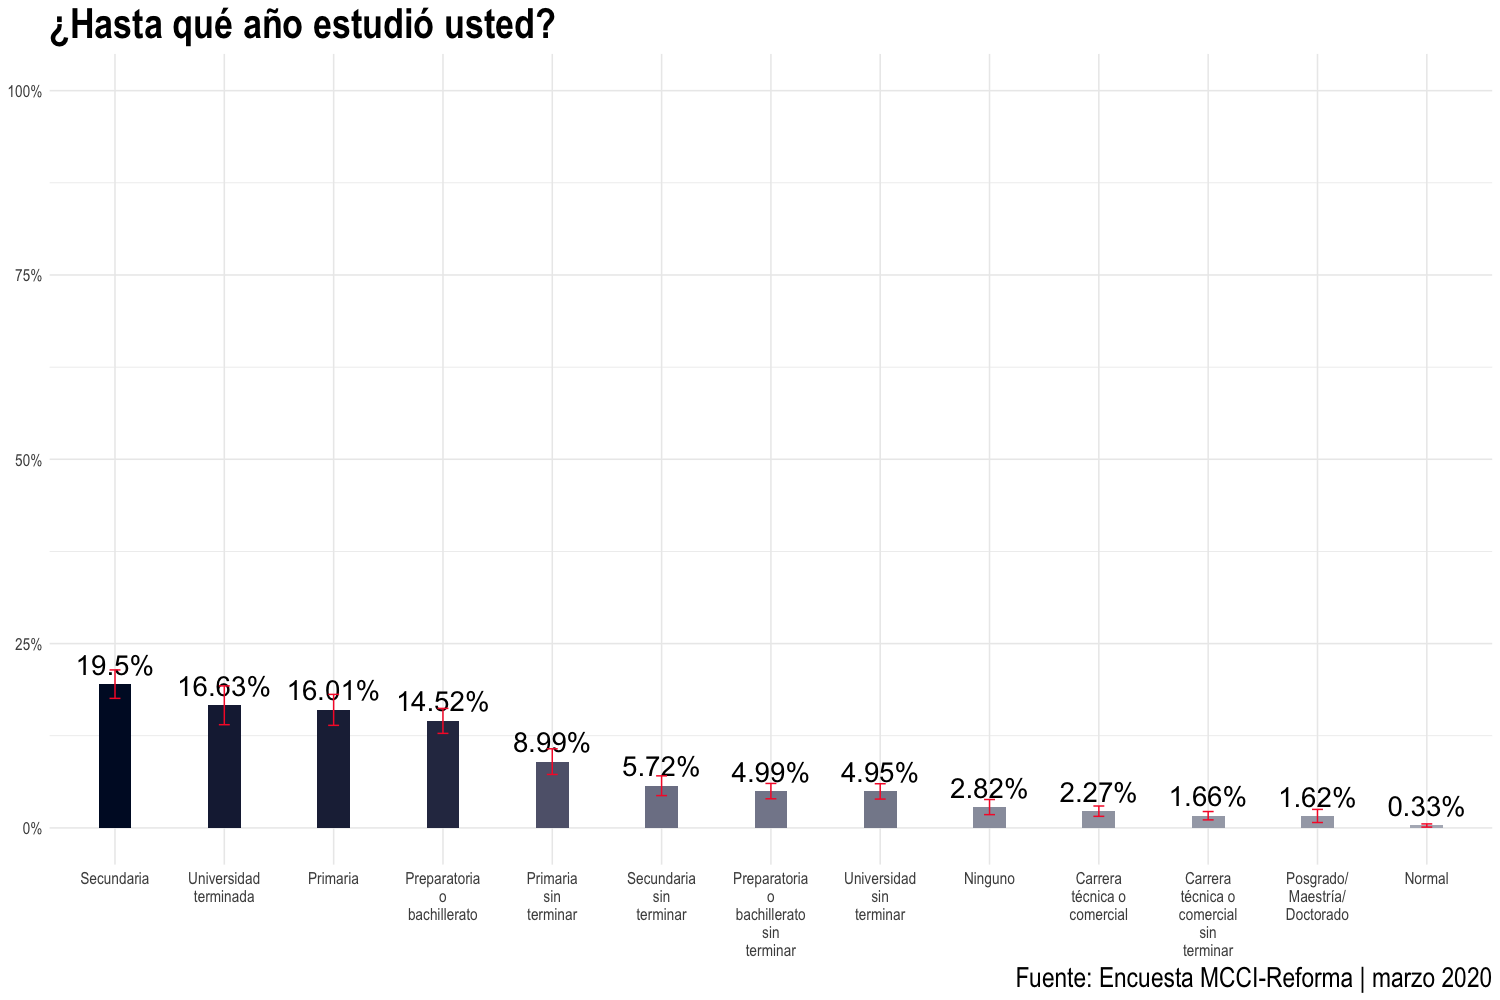 ¿Hasta qué año estudió usted?
100%
75%
50%
25%
0%
19.5%
16.63%
16.01%
14.52%
8.99%
5.72%
4.99%
4.95%
2.82%
2.27%
1.66%
1.62%
0.33%
Secundaria
Universidad
terminada
Primaria
Preparatoria
o
bachillerato
Primaria
sin
terminar
Secundaria
sin
terminar
Preparatoria
o
bachillerato
sin
terminar
Universidad
sin
terminar
Ninguno
Carrera
técnica o
comercial
Carrera
técnica o
comercial
sin
terminar
Posgrado/
Maestría/
Doctorado
Normal
Fuente: Encuesta MCCI-Reforma | marzo 2020